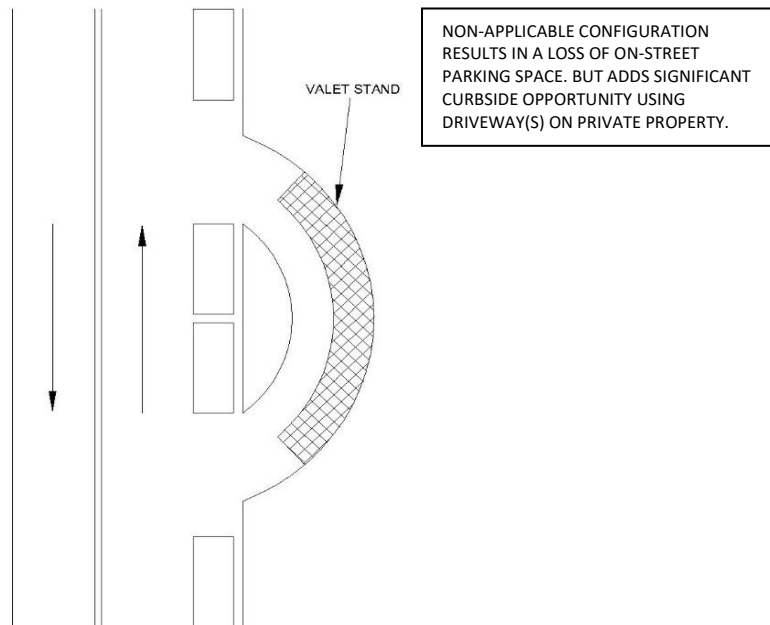 NON-APPLICABLE CONFIGURATION
RESULTS IN A LOSS OF ON-STREET
PARKING SPACE. BUT ADDS SIGNIFICANT
CURBSIDE OPPORTUNITY USING
DRIVEWAY(S) ON PRIVATE PROPERTY.
VALET STAND